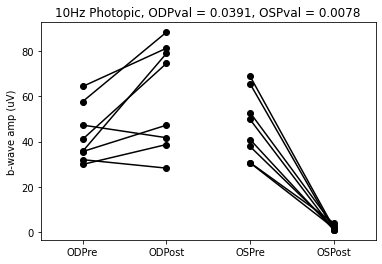 10Hz Photopic, ODPval = 0.0391, OSPval = 0.0078
b-wave amp (uV)
80
60
40
20
0
ODPre ODPost OSPre OSPost